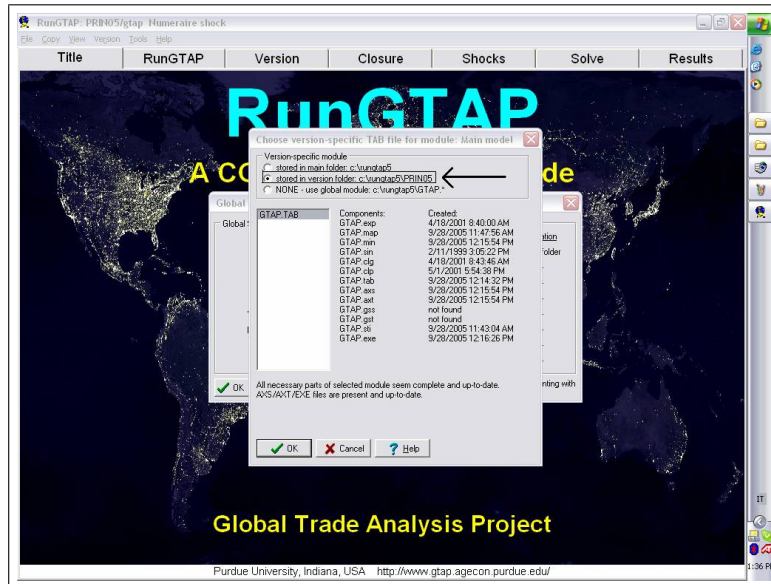 RunGTAP: PRIN05/gtap Numeraire shock
File Copy View Version Tools Help
Title RunGTAP Version Closure Shocks Solve Results
RunGTAP
A CO
de
Choose version-specific TAB file for module: Main model
Version-specific module
stored in main folder: c:\rungtap5
stored in version folder: c:\rungtap5\PRIN05
NONE - use global module: c:\rungtap5\GTAP.*
Global
Global S
GTAP.TAB
Components: Created:
GTAP.exp 4/18/2001 8:40:00 AM
GTAP.map 9/28/2005 11:47:56 AM
GTAP.min 9/28/2005 12:15:54 PM
GTAP.sin 2/11/1999 3:05:22 PM
GTAP.clg 4/18/2001 8:43:46 AM
GTAP.clp 5/1/2001 5:54:38 PM
GTAP.tab 9/28/2005 12:14:32 PM
GTAP.axs 9/28/2005 12:15:54 PM
GTAP.axt 9/28/2005 12:15:54 PM
GTAP.gss not found
GTAP.gst not found
GTAP.sti 9/28/2005 11:43:04 AM
GTAP.exe 9/28/2005 12:16:26 PM
ation
folder
All necessary parts of selected module seem complete and up-to-date.
AXS/AXT/EXE files are present and up-to-date.
OK
nting with
OK Cancel Help
Global Trade Analysis Project
Purdue University, Indiana, USA http://www.gtap.agecon.purdue.edu/
IT
1:36 P